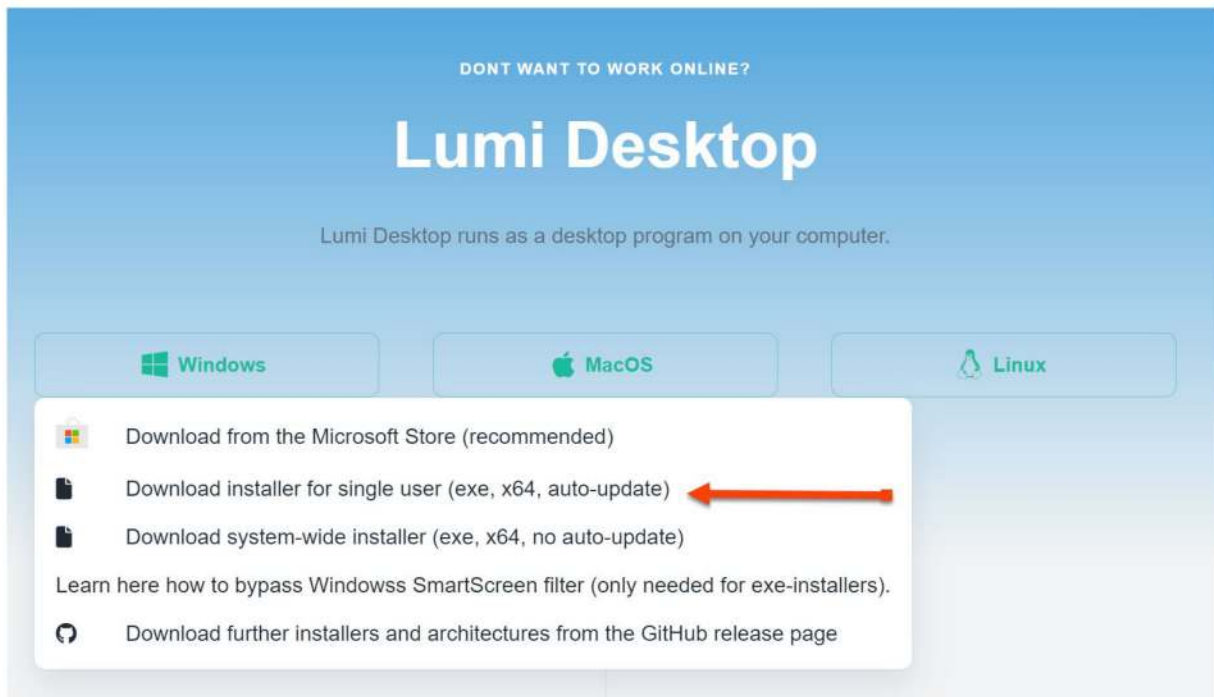 DONT WANT TO WORK ONLINE?
Lumi Desktop
Lumi Desktop runs as a desktop program on your computer.
Windows
MacOS
Linux
Download from the Microsoft Store (recommended)
Download installer for single user (exe, x64, auto-update)
Download system-wide installer (exe, x64, no auto-update)
Learn here how to bypass Windowss SmartScreen filter (only needed for exe-installers).
Download further installers and architectures from the GitHub release page